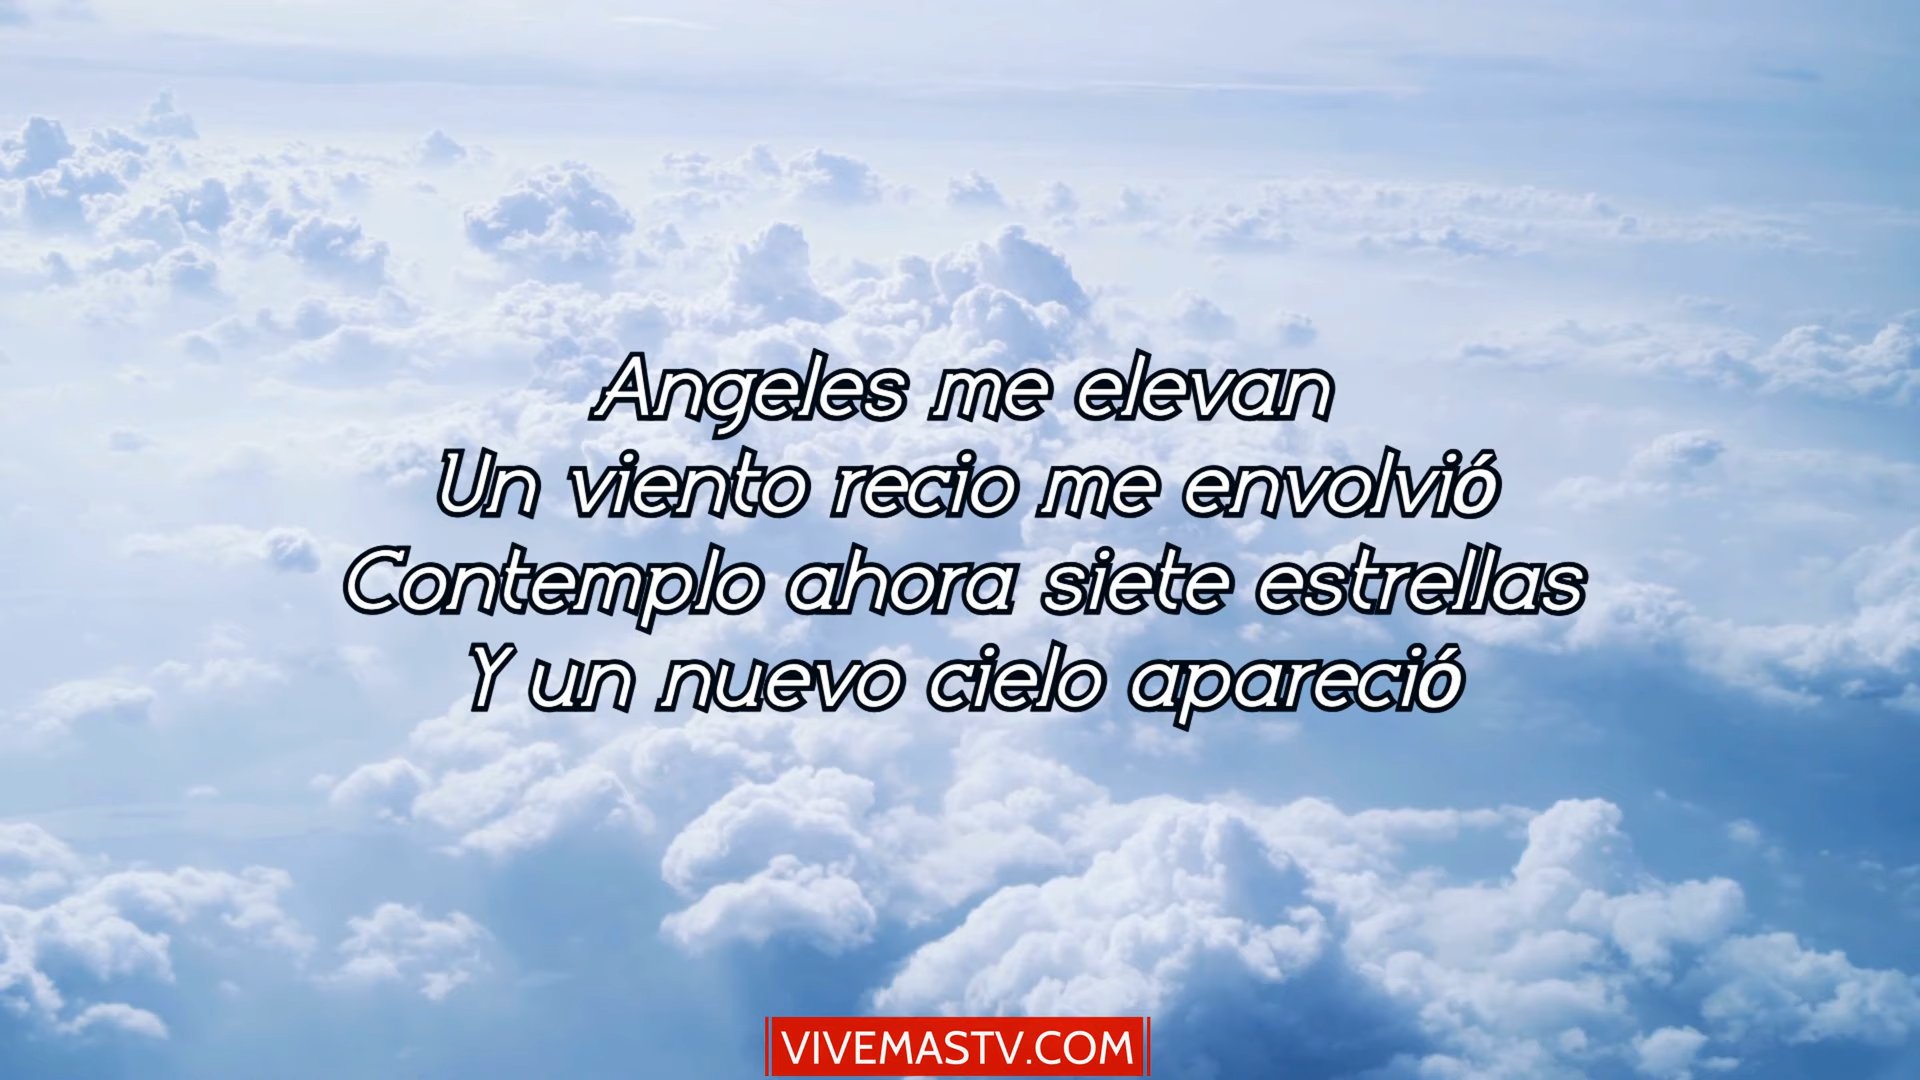 Angeles me elevan
Un viento recio me envolvió
Contemplo ahora siete estrellas
Y un nuevo cielo apareció
VIVEMASTV.COM